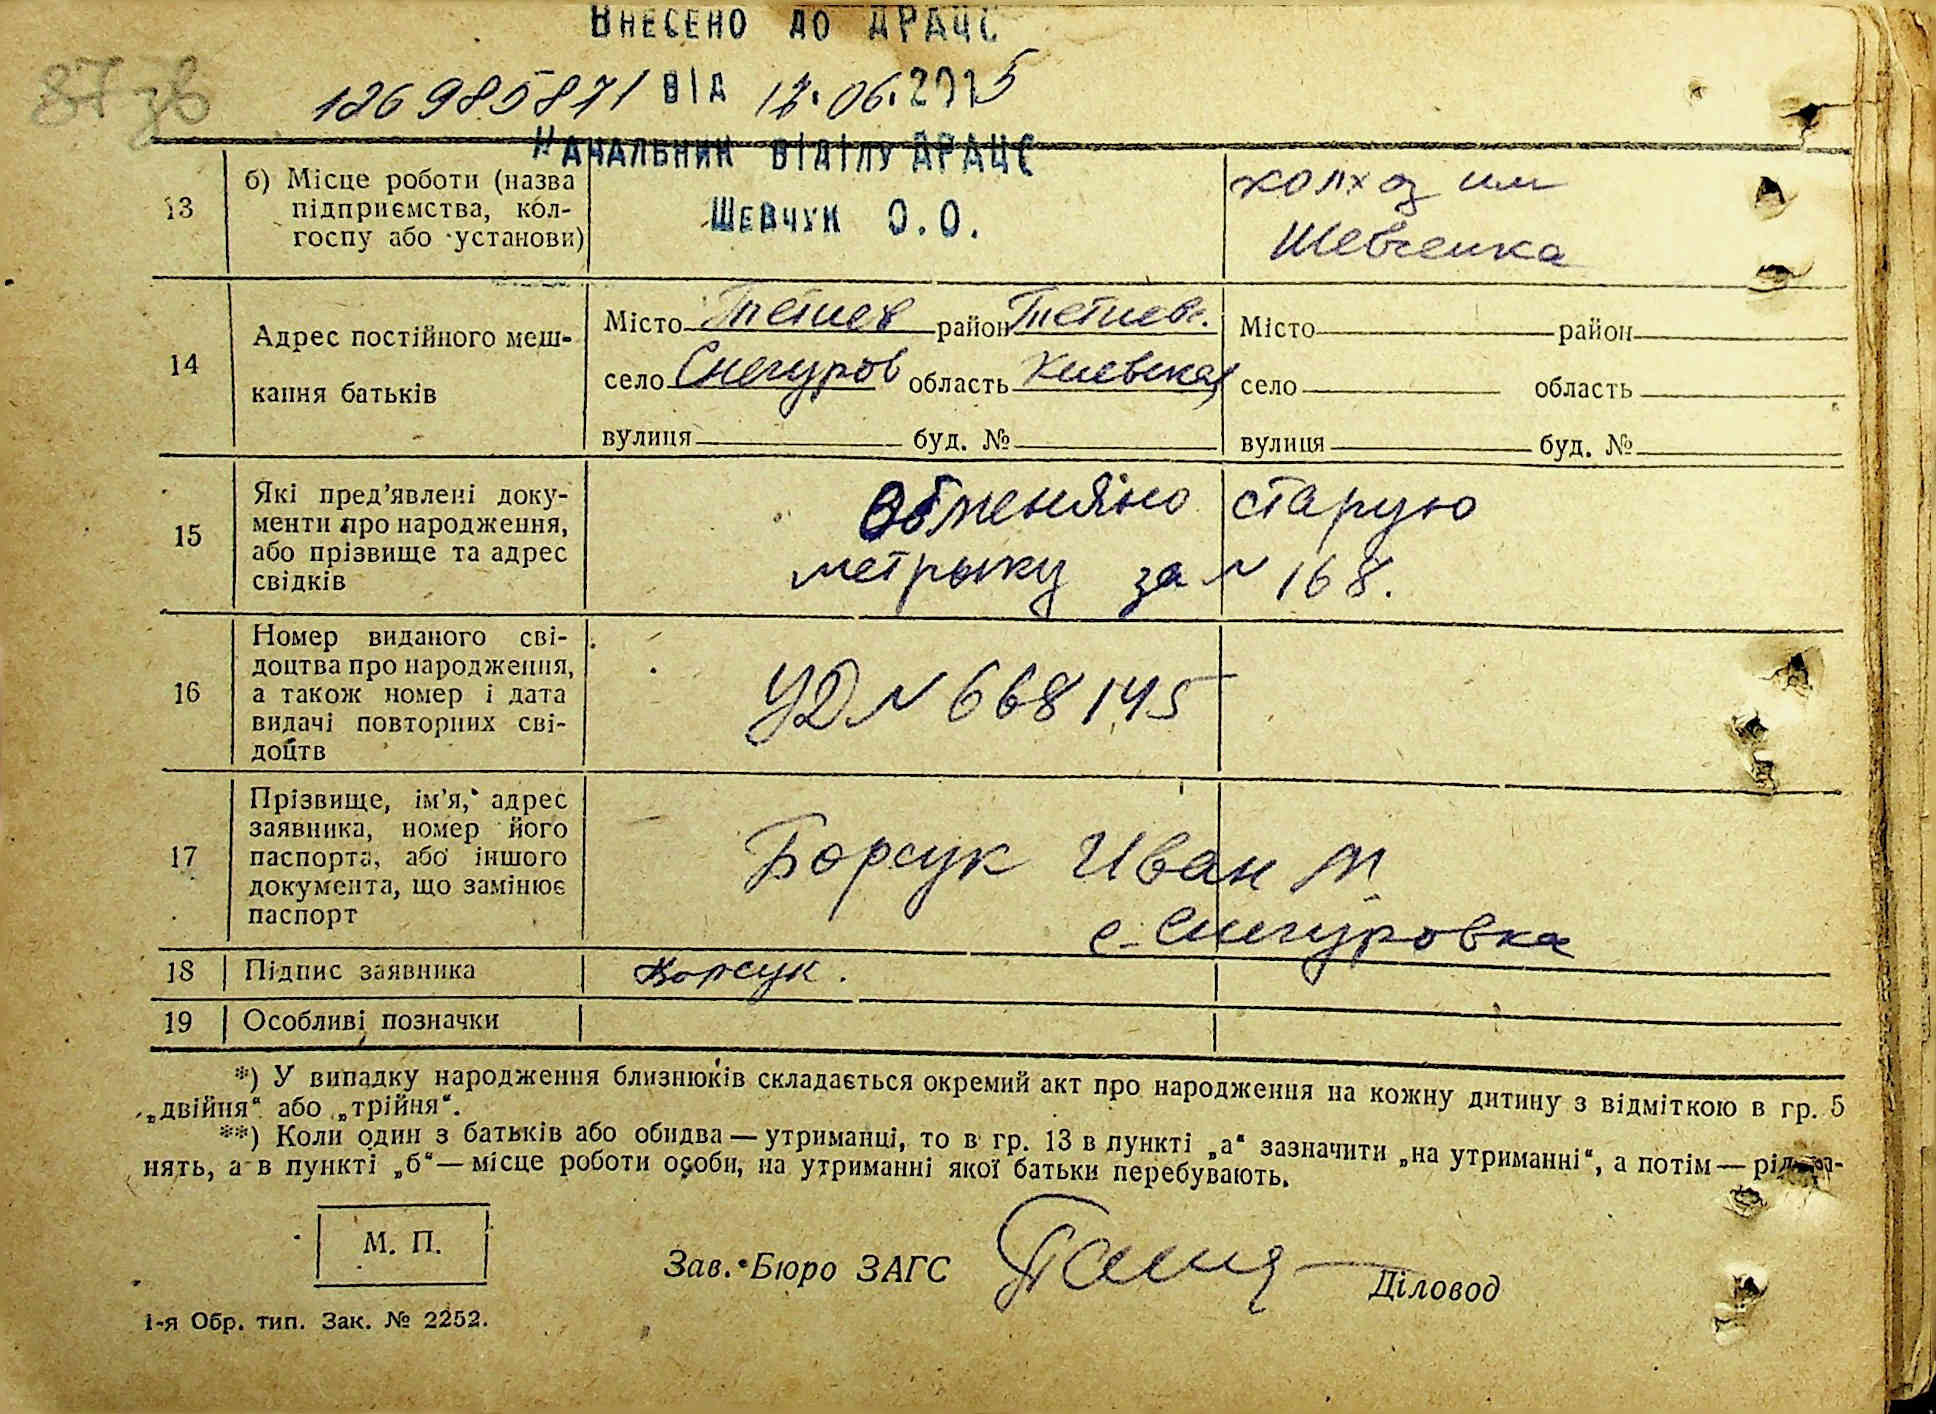 Внесено до ДРАЦС
87 зв
126985871 від 17.06.2015
Начальник відділу ДРАЦС
Шевчук О.О.
13 б) Місце роботи (назва підприємства, кол-
госпу або установи)
колхоз им
Шевченка
14 Адрес постійного меш-
кання батьків
Місто Тетиев район Тетиевс. Місто район
село Снегуров область Киевская село область
вулиця буд. № вулиця буд. №
15 Які пред’явлені доку-
менти про народження,
або прізвище та адрес
свідків
Обменяно старую
метрыку за № 168.
16 Номер виданого сві-
доцтва про народження,
а також номер і дата
видачі повторних сві-
доцтв
УД № 668145
17 Прізвище, ім’я, адрес
заявника, номер його
паспорта, або іншого
документа, що замінює
паспорт
Борсук Иван М.
с. Снегуровка
18 Підпис заявника Борсук.
19 Особливі позначки
*) У випадку народження близнюків складається окремий акт про народження на кожну дитину з відміткою в гр. 5
„двійня“ або „трійня“.
**) Коли один з батьків або обидва — утриманці, то в гр. 13 в пункті „а“ зазначити „на утриманні“, а потім — рід за-
нять, а в пункті „б“ — місце роботи особи, на утриманні якої батьки перебувають.
М. П.
Зав. Бюро ЗАГС
Діловод
1-я Обр. тип. Зак. № 2252.